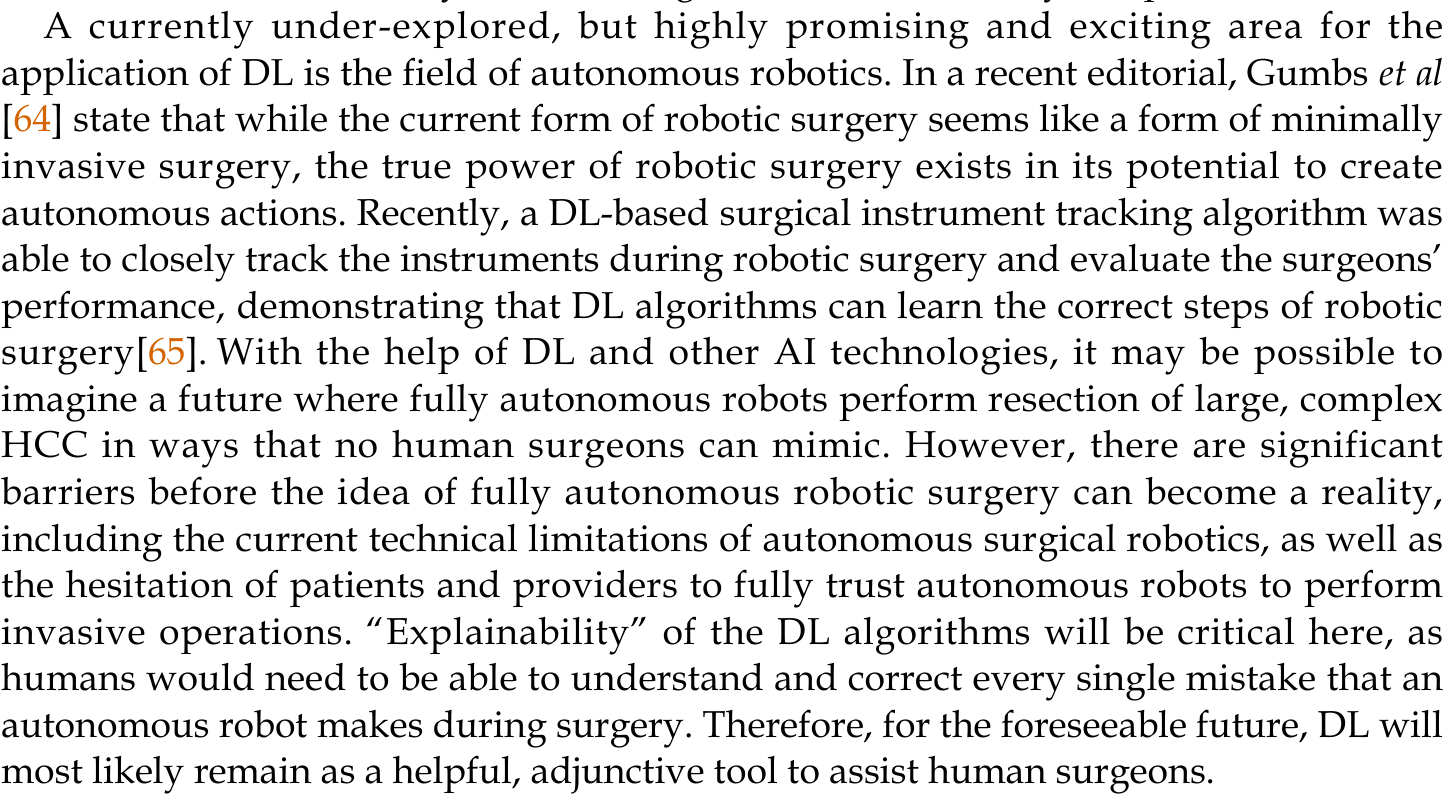 A currently under-explored, but highly promising and exciting area for the
application of DL is the field of autonomous robotics. In a recent editorial, Gumbs et al
[64] state that while the current form of robotic surgery seems like a form of minimally
invasive surgery, the true power of robotic surgery exists in its potential to create
autonomous actions. Recently, a DL-based surgical instrument tracking algorithm was
able to closely track the instruments during robotic surgery and evaluate the surgeons’
performance, demonstrating that DL algorithms can learn the correct steps of robotic
surgery[65]. With the help of DL and other AI technologies, it may be possible to
imagine a future where fully autonomous robots perform resection of large, complex
HCC in ways that no human surgeons can mimic. However, there are significant
barriers before the idea of fully autonomous robotic surgery can become a reality,
including the current technical limitations of autonomous surgical robotics, as well as
the hesitation of patients and providers to fully trust autonomous robots to perform
invasive operations. “Explainability” of the DL algorithms will be critical here, as
humans would need to be able to understand and correct every single mistake that an
autonomous robot makes during surgery. Therefore, for the foreseeable future, DL will
most likely remain as a helpful, adjunctive tool to assist human surgeons.